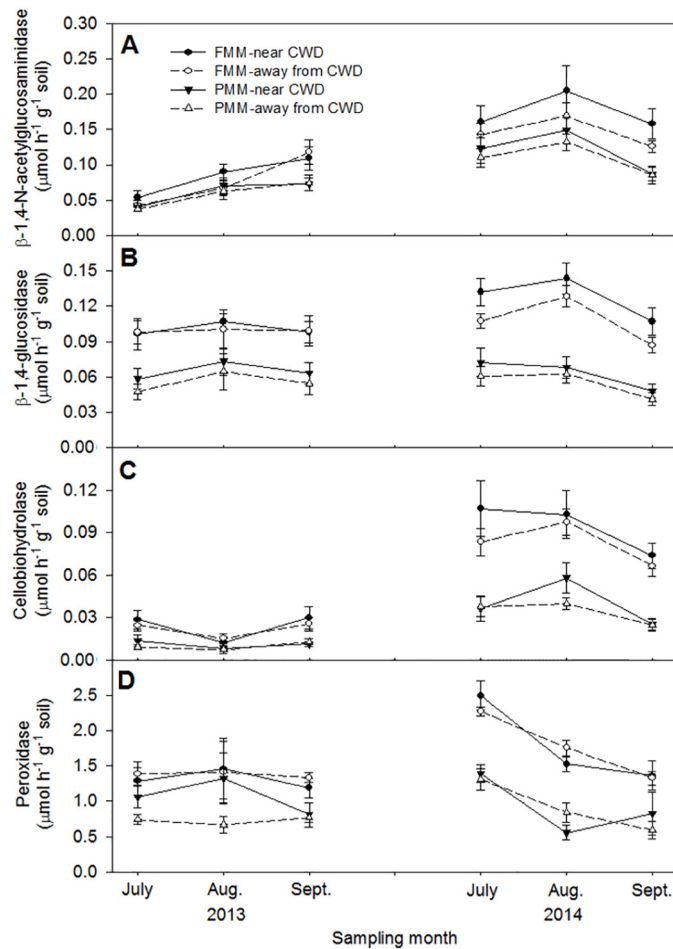 A
β-1,4-N-acetylglucosaminidase
(μmol h⁻¹ g⁻¹ soil)
0.30
0.25
0.20
0.15
0.10
0.05
0.00
FMM-near CWD
FMM-away from CWD
PMM-near CWD
PMM-away from CWD
B
β-1,4-glucosidase
(μmol h⁻¹ g⁻¹ soil)
0.15
0.12
0.09
0.06
0.03
0.00
C
Cellobiohydrolase
(μmol h⁻¹ g⁻¹ soil)
0.12
0.09
0.06
0.03
0.00
D
Peroxidase
(μmol h⁻¹ g⁻¹ soil)
2.5
2.0
1.5
1.0
0.5
0.0
July Aug. Sept. July Aug. Sept.
2013 2014
Sampling month